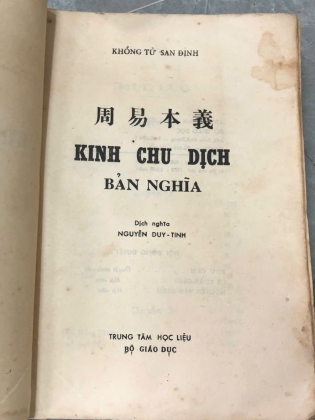 KHỔNG TỬ SAN ĐỊNH
周易本義
KINH CHU DỊCH
BẢN NGHĨA
Dịch nghĩa
NGUYỄN DUY-TINH
TRUNG TÂM HỌC LIỆU
BỘ GIÁO DỤC